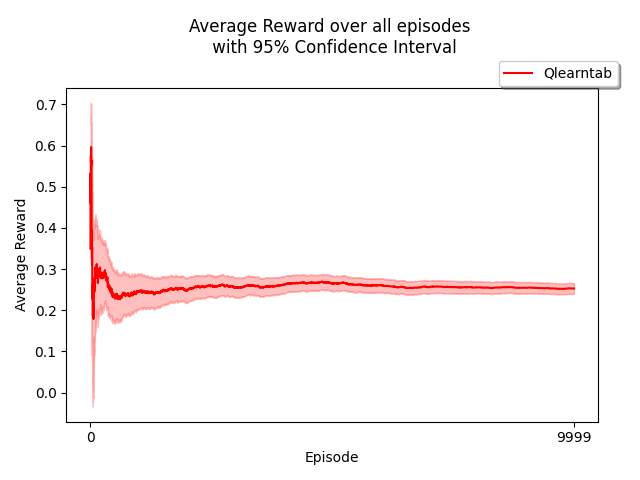 Average Reward over all episodes
with 95% Confidence Interval
Qlearntab
0.7
0.6
0.5
0.4
0.3
0.2
0.1
0.0
Average Reward
0
9999
Episode